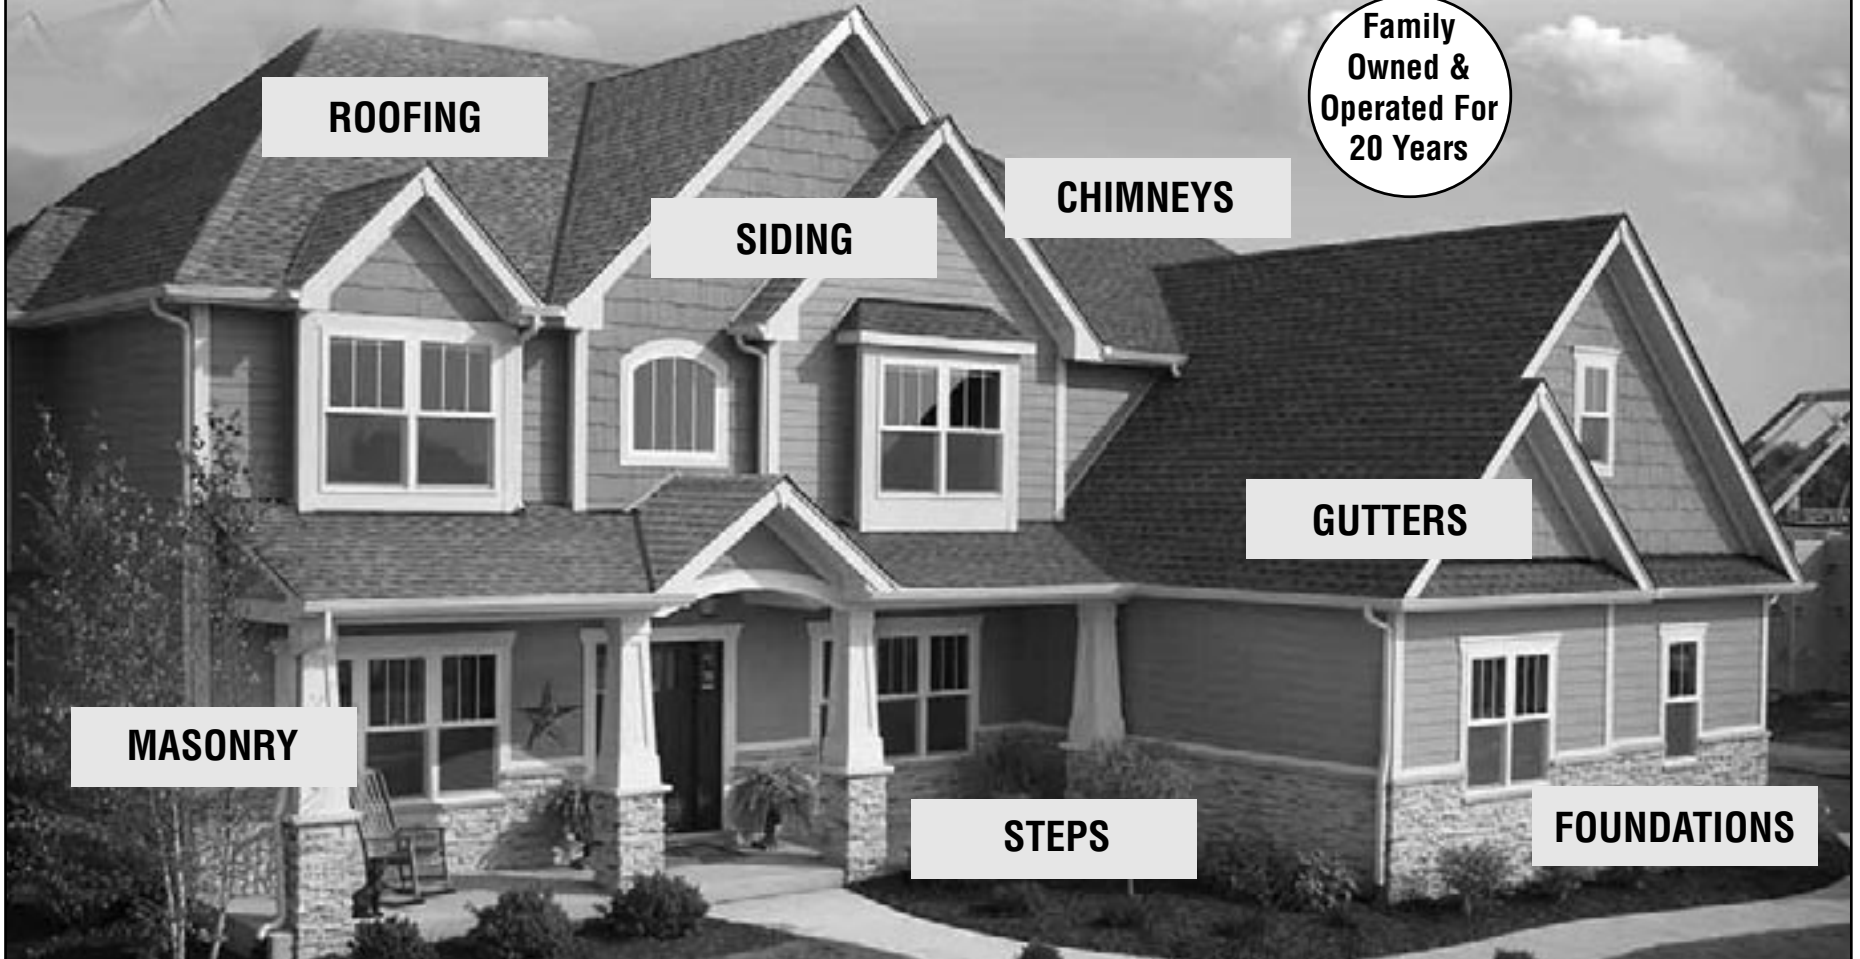 Family
Owned &
Operated For
20 Years
ROOFING
CHIMNEYS
SIDING
GUTTERS
MASONRY
STEPS
FOUNDATIONS